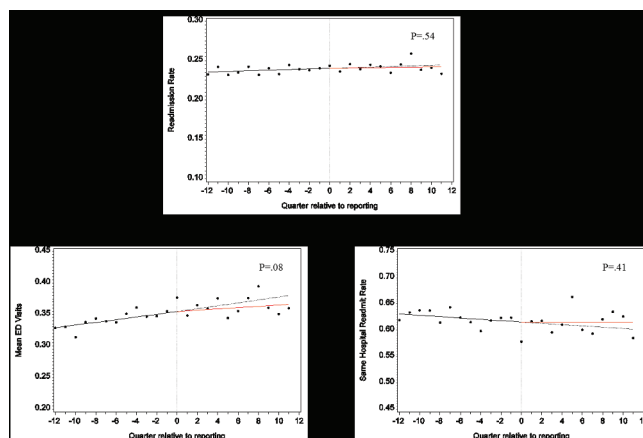 P=.54
Readmission Rate
0.30
0.25
0.20
0.15
0.10
-12 -10 -8 -6 -4 -2 0 2 4 6 8 10 12
Quarter relative to reporting
P=.08
Mean ED Visits
0.45
0.40
0.35
0.30
0.25
0.20
-12 -10 -8 -6 -4 -2 0 2 4 6 8 10 12
Quarter relative to reporting
P=.41
Same Hospital Readmit Rate
0.75
0.70
0.65
0.60
0.55
0.50
0.45
-12 -10 -8 -6 -4 -2 0 2 4 6 8 10
Quarter relative to reporting